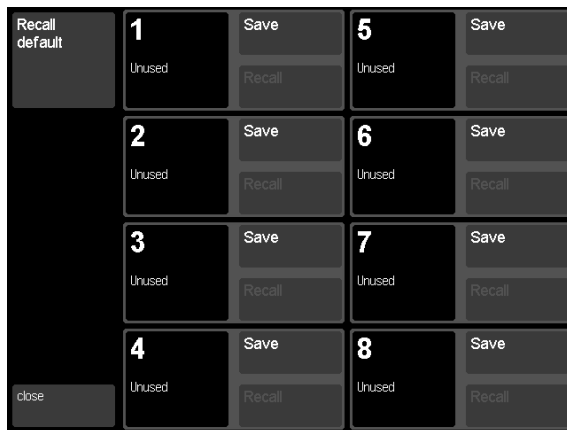 Recall
default
1
Save
Unused
Recall
2
Save
Unused
Recall
3
Save
Unused
Recall
4
Save
Unused
Recall
5
Save
Unused
Recall
6
Save
Unused
Recall
7
Save
Unused
Recall
8
Save
Unused
Recall
close